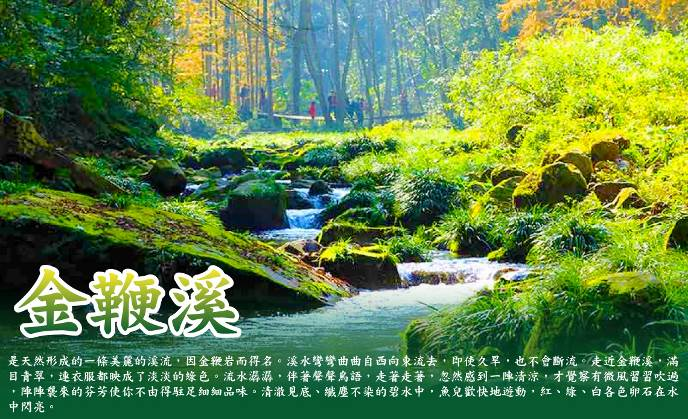 金鞭溪
是天然形成的一條美麗的溪流，因金鞭岩而得名。溪水彎彎曲曲自西向東流去，即使久旱，也不會斷流。走近金鞭溪，滿
目青翠，連衣服都映成了淡淡的綠色。流水潺潺，伴著聲聲鳥語，走著走著，忽然感到一陣清涼，才覺察有微風習習吹過
，陣陣襲來的芬芳使你不由得駐足細細品味。清澈見底、纖塵不染的碧水中，魚兒歡快地遊動，紅、綠、白各色卵石在水
中閃亮。